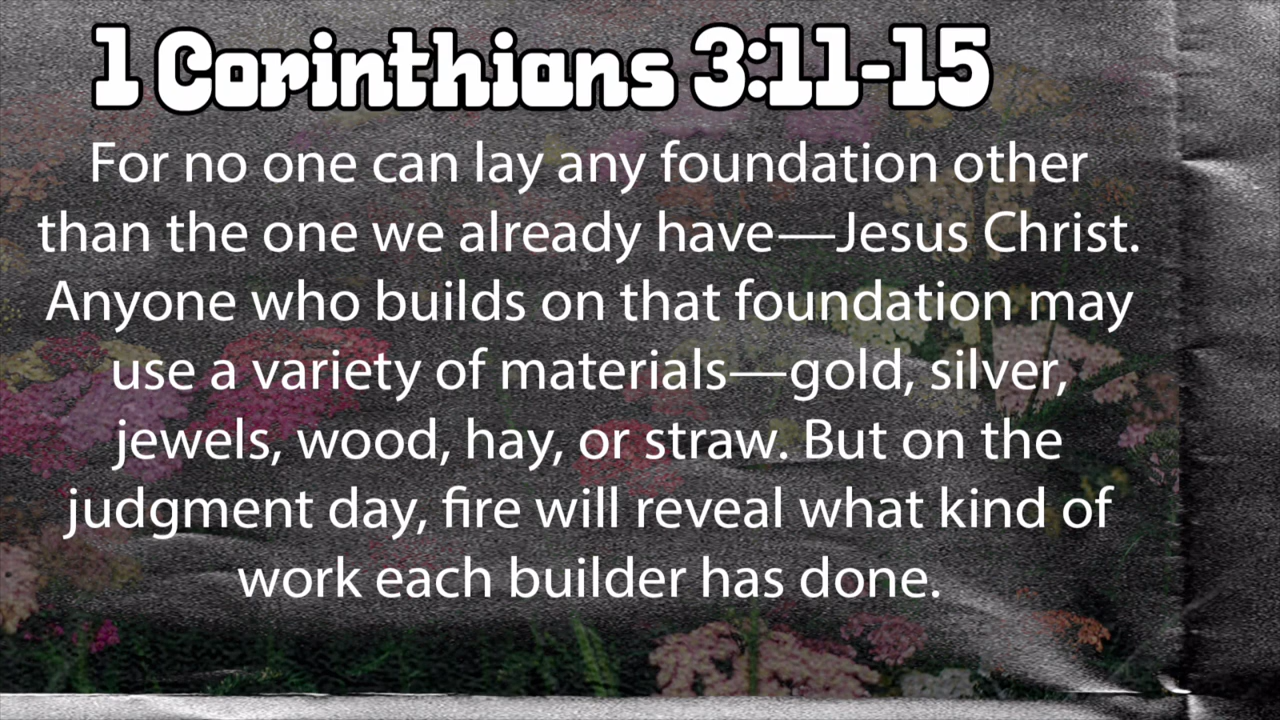 1 Corinthians 3:11-15
For no one can lay any foundation other
than the one we already have—Jesus Christ.
Anyone who builds on that foundation may
use a variety of materials—gold, silver,
jewels, wood, hay, or straw. But on the
judgment day, fire will reveal what kind of
work each builder has done.